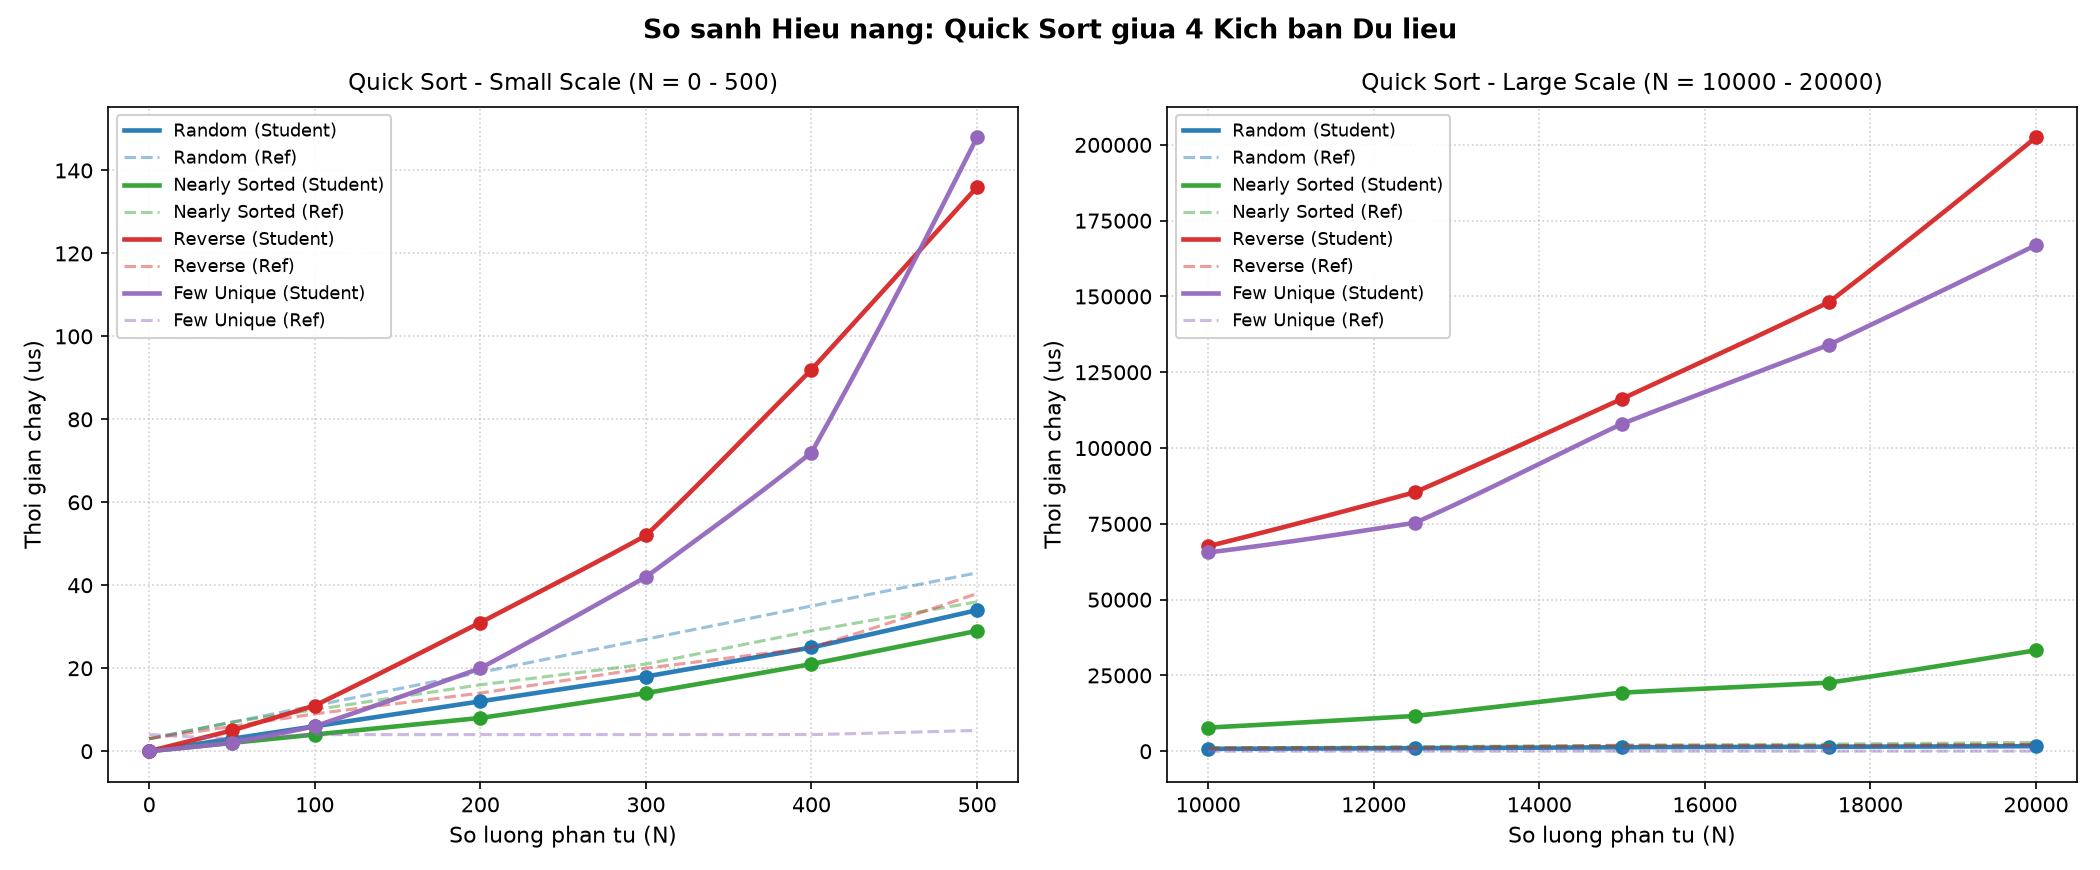 So sanh Hieu nang: Quick Sort giua 4 Kich ban Du lieu
Quick Sort - Small Scale (N = 0 - 500)
Random (Student)
Random (Ref)
Nearly Sorted (Student)
Nearly Sorted (Ref)
Reverse (Student)
Reverse (Ref)
Few Unique (Student)
Few Unique (Ref)
140
120
100
80
60
40
20
0
Thoi gian chay (us)
0 100 200 300 400 500
So luong phan tu (N)
Quick Sort - Large Scale (N = 10000 - 20000)
Random (Student)
Random (Ref)
Nearly Sorted (Student)
Nearly Sorted (Ref)
Reverse (Student)
Reverse (Ref)
Few Unique (Student)
Few Unique (Ref)
200000
175000
150000
125000
100000
75000
50000
25000
0
Thoi gian chay (us)
10000 12000 14000 16000 18000 20000
So luong phan tu (N)